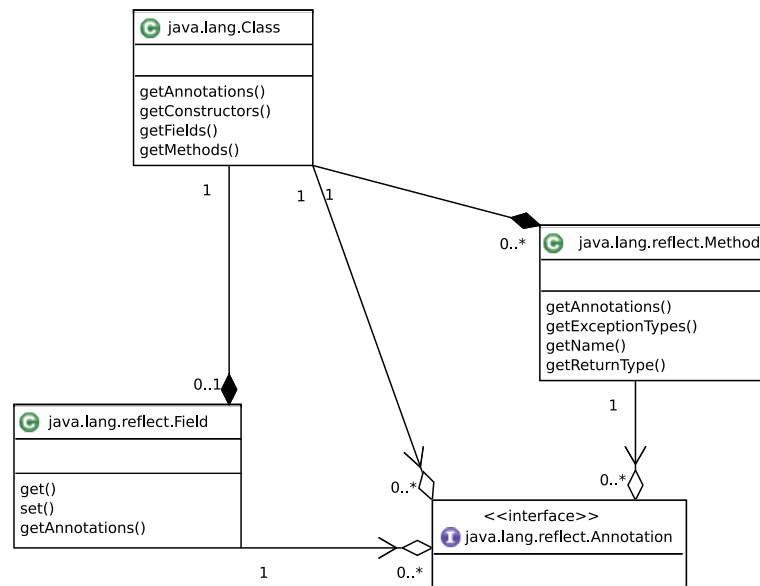 C java.lang.Class
getAnnotations()
getConstructors()
getFields()
getMethods()
1
1
1
0..*
C java.lang.reflect.Method
getAnnotations()
getExceptionTypes()
getName()
getReturnType()
0..1
1
C java.lang.reflect.Field
get()
set()
getAnnotations()
0..*
0..*
<<interface>>
I java.lang.reflect.Annotation
1
0..*